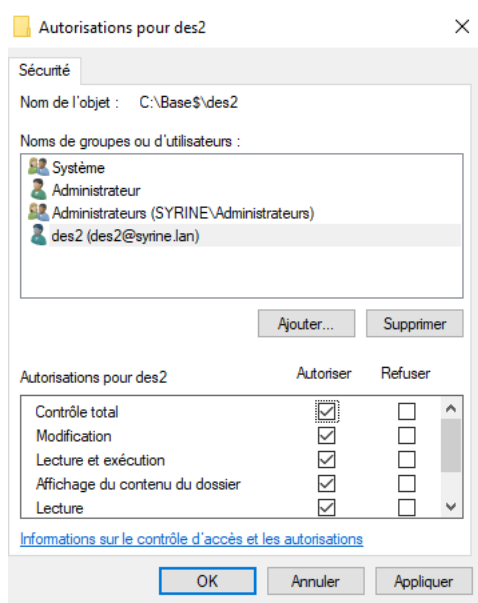 Autorisations pour des2
Sécurité
Nom de l'objet : C:\Base$\des2
Noms de groupes ou d'utilisateurs :
Système
Administrateur
Administrateurs (SYRINE\Administrateurs)
des2 (des2@syrine.lan)
Ajouter... Supprimer
Autorisations pour des2 Autoriser Refuser
Contrôle total
Modification
Lecture et exécution
Affichage du contenu du dossier
Lecture
Informations sur le contrôle d'accès et les autorisations
OK Annuler Appliquer